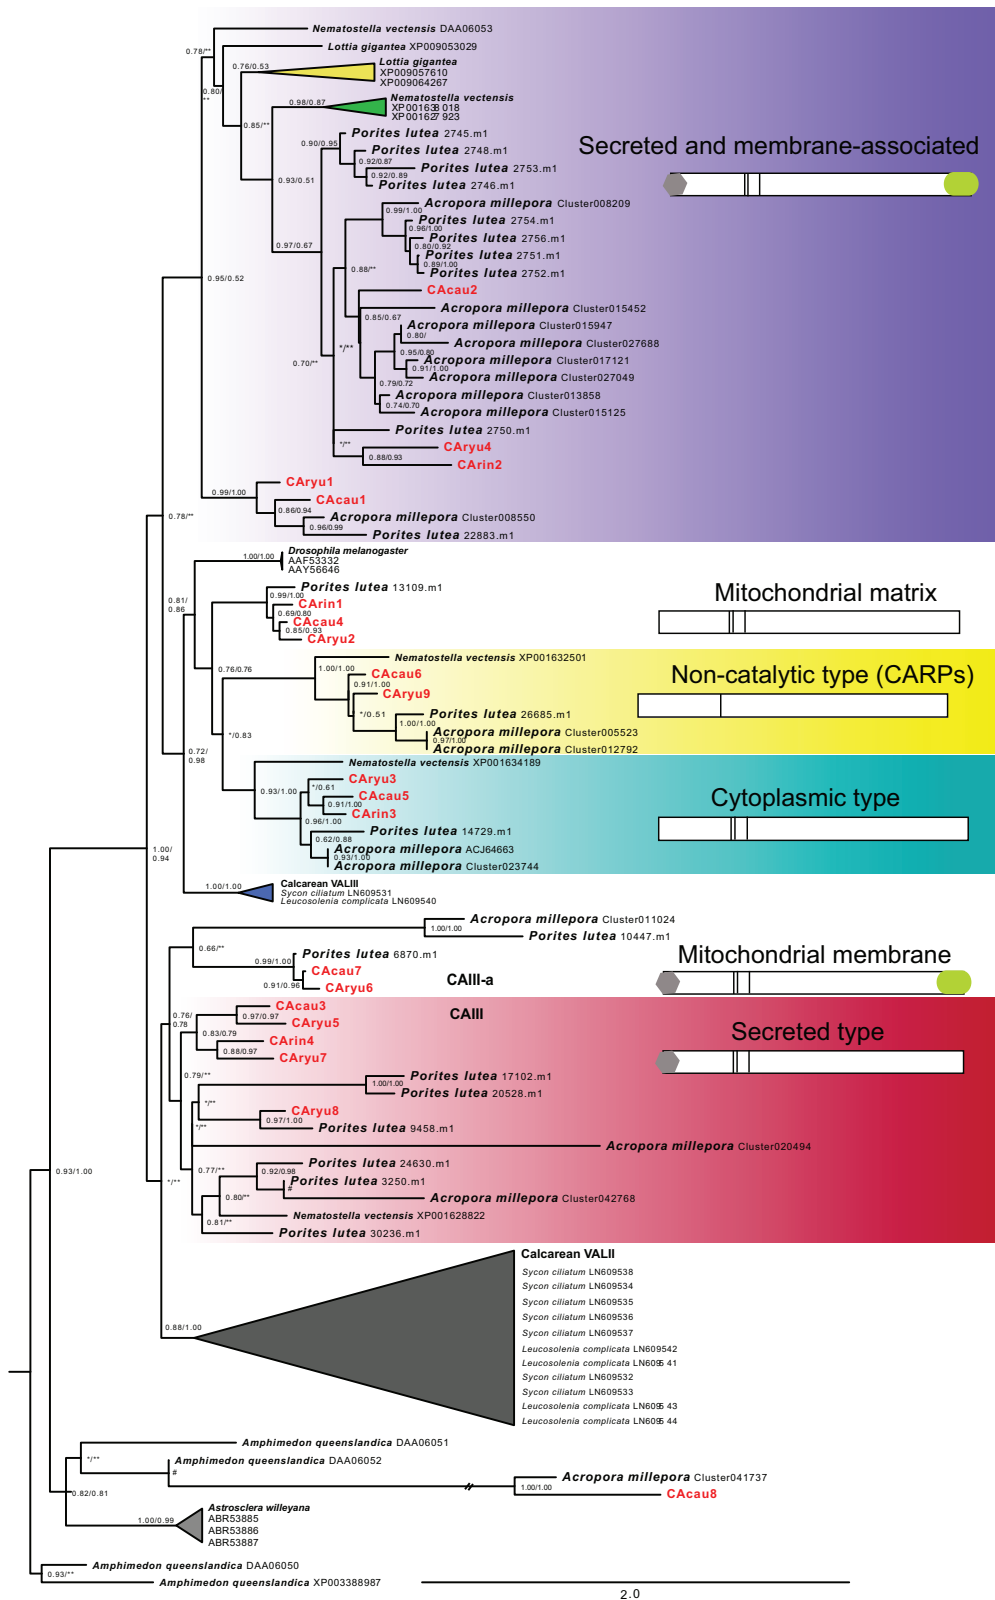 Nematostella vectensis DAA06053
0.78/**
Lottia gigantea XP009053029
Lottia gigantea
0.76/0.53
XP009057610
XP009064267
0.80/
**
Nematostella vectensis
0.98/0.87
XP00163 018
XP00162 923
0.85/**
Porites lutea 2745.m1
0.90/0.95
Porites lutea 2748.m1
Secreted and membrane-associated
0.92/0.87
Porites lutea 2753.m1
0.92/0.89
0.93/0.51
Porites lutea 2746.m1
Acropora millepora Cluster008209
0.99/1.00
Porites lutea 2754.m1
0.96/1.00
Porites lutea 2756.m1
0.80/0.92
0.97/0.67
Porites lutea 2751.m1
0.89/1.00
0.88/**
Porites lutea 2752.m1
0.95/0.52
CAcau2
Acropora millepora Cluster015452
0.85/0.67
Acropora millepora Cluster015947
0.80/
Acropora millepora Cluster027688
*/**
0.95/0.80
Acropora millepora Cluster017121
0.70/**
0.91/1.00
Acropora millepora Cluster027049
0.79/0.72
Acropora millepora Cluster013858
0.74/0.70
Acropora millepora Cluster015125
Porites lutea 2750.m1
*/**
CAryu4
0.88/0.93
CArin2
CAryu1
0.99/1.00
CAcau1
0.86/0.94
Acropora millepora Cluster008550
0.78/**
0.96/0.99
Porites lutea 22883.m1
Drosophila melanogaster
1.00/1.00
AAF53332
AAY56646
Porites lutea 13109.m1
Mitochondrial matrix
0.99/1.00
0.81/
0.86
CArin1
0.69/0.80
CAcau4
0.85/0.93
CAryu2
Nematostella vectensis XP001632501
0.76/0.76
1.00/1.00
CAcau6
Non-catalytic type (CARPs)
0.91/1.00
CAryu9
*/0.51
Porites lutea 26685.m1
1.00/1.00
*/0.83
Acropora millepora Cluster005523
0.97/1.00
Acropora millepora Cluster012792
0.72/
0.98
Nematostella vectensis XP001634189
0.93/1.00
CAryu3
*/0.61
CAcau5
Cytoplasmic type
0.91/1.00
CArin3
0.96/1.00
Porites lutea 14729.m1
0.62/0.88
Acropora millepora ACJ64663
1.00/
0.94
0.93/1.00
Acropora millepora Cluster023744
Calcarean VALIII
1.00/1.00
Sycon ciliatum LN609531
Leucosolenia complicata LN609540
Acropora millepora Cluster011024
1.00/1.00
Porites lutea 10447.m1
0.66/**
Porites lutea 6870.m1
Mitochondrial membrane
0.99/1.00
CAcau7
CAIII-a
0.91/0.96
CAryu6
CAcau3
0.76/
0.78
0.97/0.97
CAIII
CAryu5
0.83/0.79
CArin4
Secreted type
0.88/0.97
CAryu7
0.79/**
Porites lutea 17102.m1
1.00/1.00
Porites lutea 20528.m1
*/**
CAryu8
0.97/1.00
*/**
Porites lutea 9458.m1
Acropora millepora Cluster020494
0.93/1.00
0.77/**
Porites lutea 24630.m1
0.92/0.98
*/**
Porites lutea 3250.m1
#
0.80/**
Acropora millepora Cluster042768
Nematostella vectensis XP001628822
0.81/**
Porites lutea 30236.m1
Calcarean VALII
Sycon ciliatum LN609538
Sycon ciliatum LN609534
Sycon ciliatum LN609535
Sycon ciliatum LN609536
Sycon ciliatum LN609537
0.88/1.00
Leucosolenia complicata LN609542
Leucosolenia complicata LN609541
Sycon ciliatum LN609532
Sycon ciliatum LN609533
Leucosolenia complicata LN609543
Leucosolenia complicata LN609544
Amphimedon queenslandica DAA06051
*/**
Amphimedon queenslandica DAA06052
#
Acropora millepora Cluster041737
1.00/1.00
0.82/0.81
CAcau8
Astrosclera willeyana
1.00/0.99
ABR53885
ABR53886
ABR53887
Amphimedon queenslandica DAA06050
0.93/**
Amphimedon queenslandica XP003388987
2.0